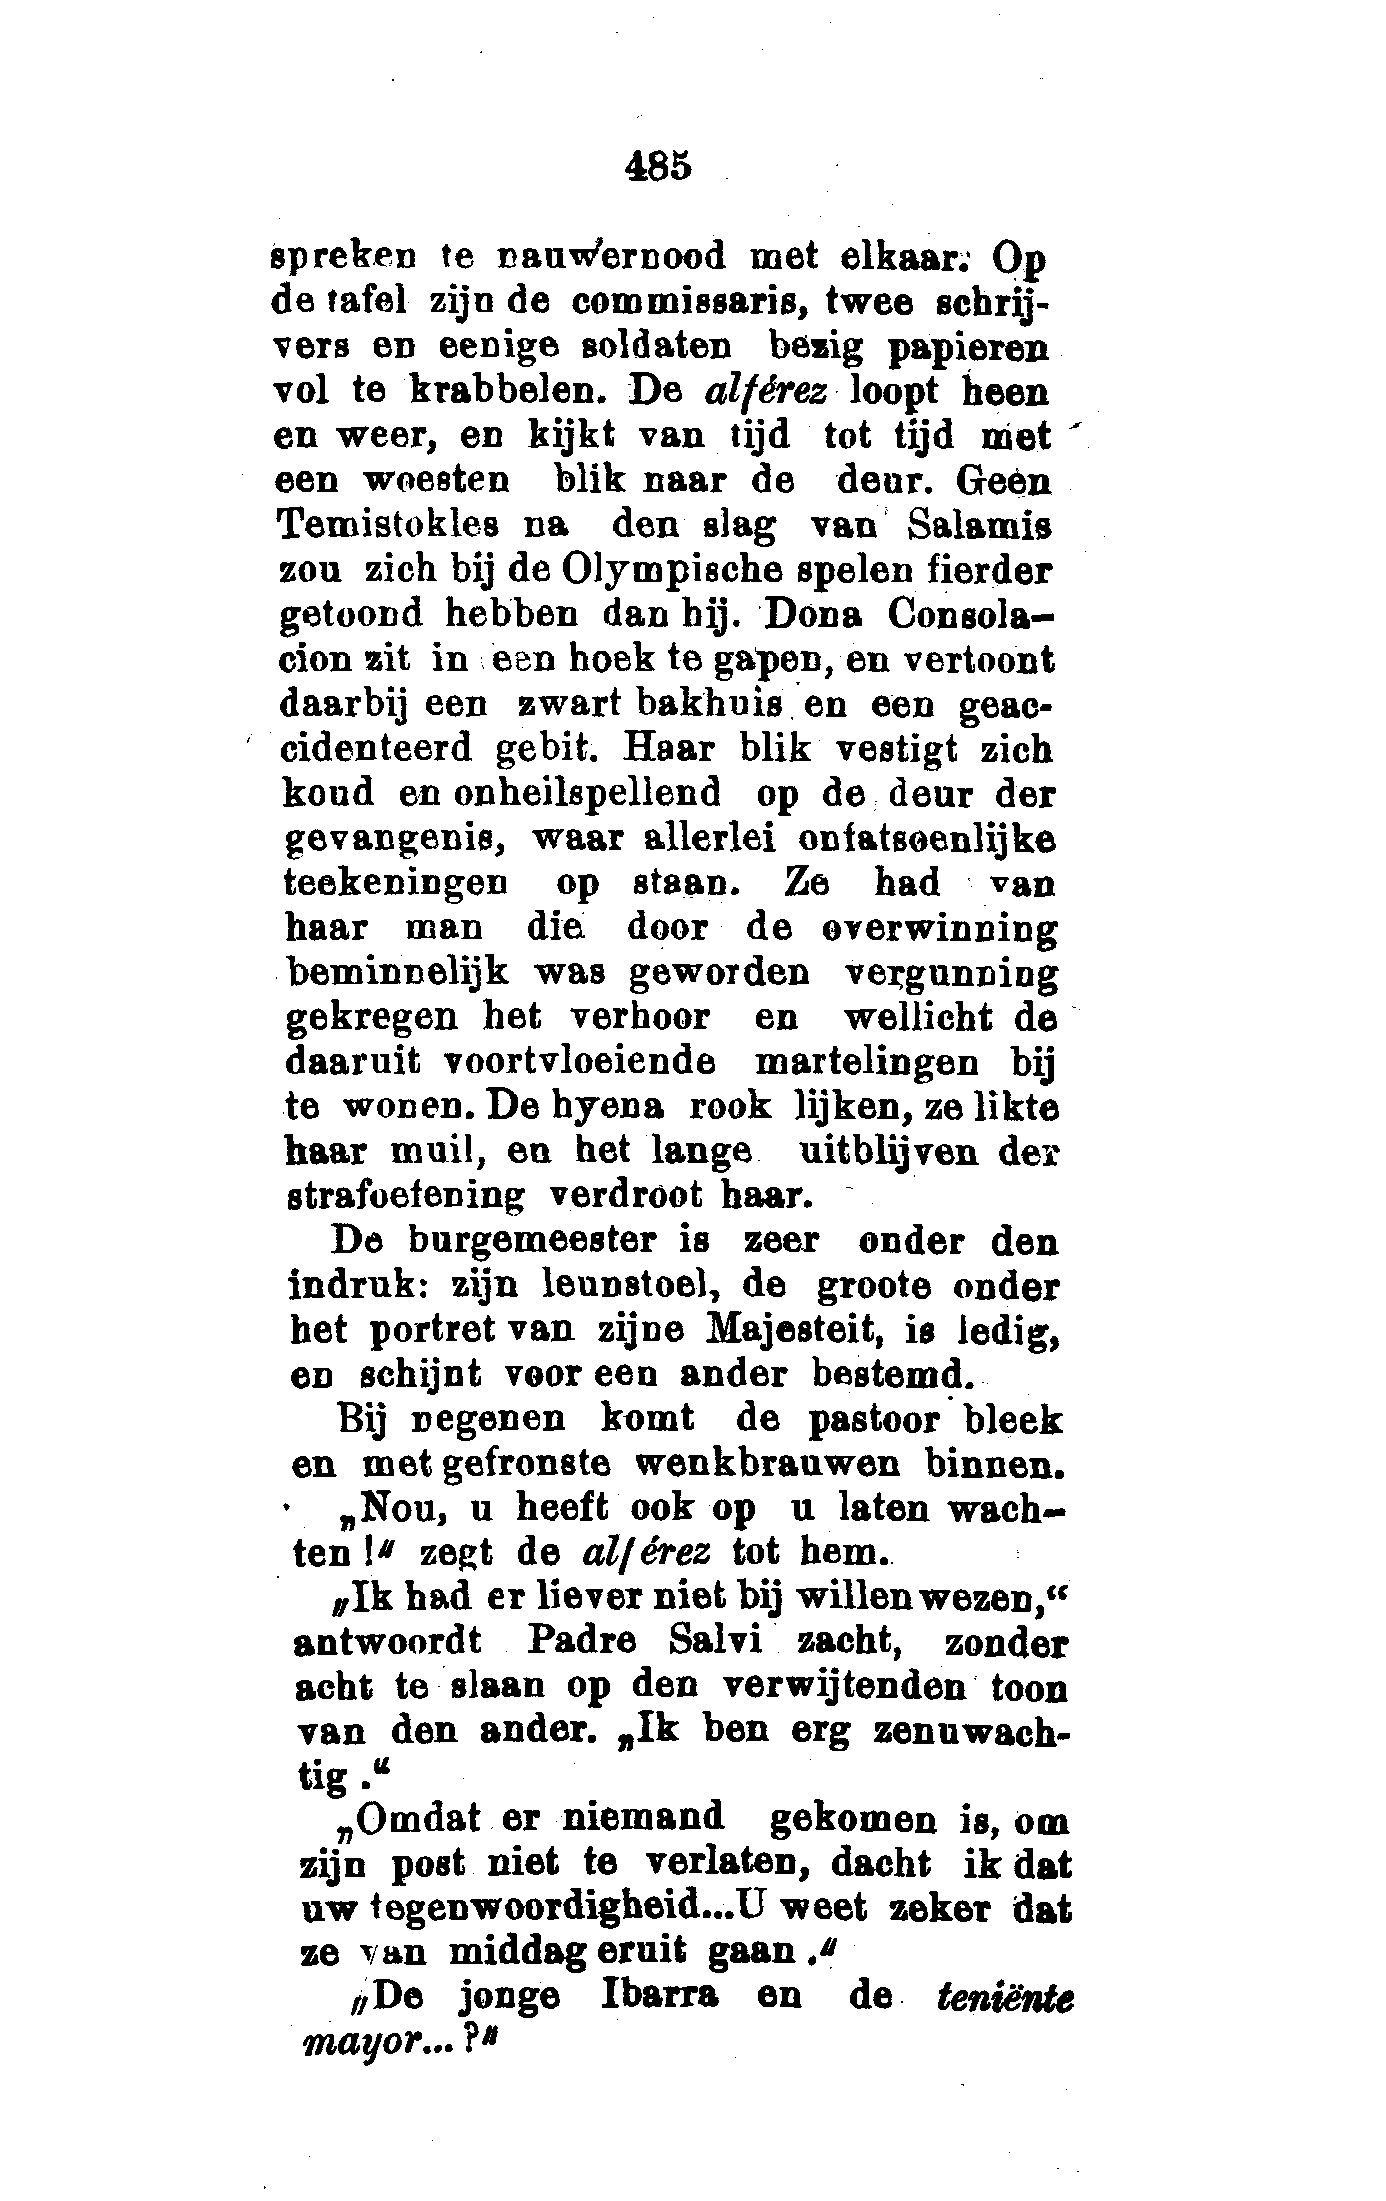 485
spreken te nauwernood met elkaar. Op
de tafel zijn de commissaris, twee schrij-
vers en eenige soldaten bezig papieren
vol te krabbelen. De alférez loopt heen
en weer, en kijkt van tijd tot tijd met
een woesten blik naar de deur. Geen
Temistokles na den slag van Salamis
zou zich bij de Olympische spelen fierder
getoond hebben dan hij. Dona Consola-
cion zit in een hoek te gapen, en vertoont
daarbij een zwart bakhuis en een geac-
cidenteerd gebit. Haar blik vestigt zich
koud en onheilspellend op de deur der
gevangenis, waar allerlei onfatsoenlijke
teekeningen op staan. Ze had van
haar man die door de overwinning
beminnelijk was geworden vergunning
gekregen het verhoor en wellicht de
daaruit voortvloeiende martelingen bij
te wonen. De hyena rook lijken, ze likte
haar muil, en het lange uitblijven der
strafoefening verdroot haar.
De burgemeester is zeer onder den
indruk: zijn leunstoel, de groote onder
het portret van zijne Majesteit, is ledig,
en schijnt voor een ander bestemd.
Bij negenen komt de pastoor bleek
en met gefronste wenkbrauwen binnen.
„Nou, u heeft ook op u laten wach-
ten!" zegt de alférez tot hem.
„Ik had er liever niet bij willen wezen,“
antwoordt Padre Salvi zacht, zonder
acht te slaan op den verwijtenden toon
van den ander. „Ik ben erg zenuwach-
tig .“
„Omdat er niemand gekomen is, om
zijn post niet te verlaten, dacht ik dat
uw tegenwoordigheid...U weet zeker dat
ze van middag eruit gaan ."
„De jonge Ibarra en de teniënte
mayor... ?"